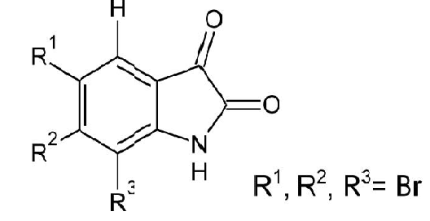 H
O
R¹
O
R²
N
H
R³
R¹, R², R³= Br